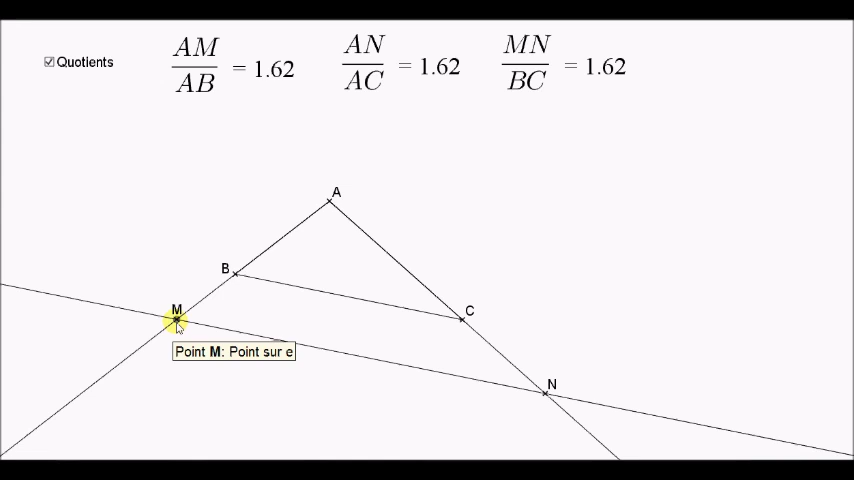 Quotients
AM/AB = 1.62
AN/AC = 1.62
MN/BC = 1.62
A
B
M
C
Point M: Point sur e
N